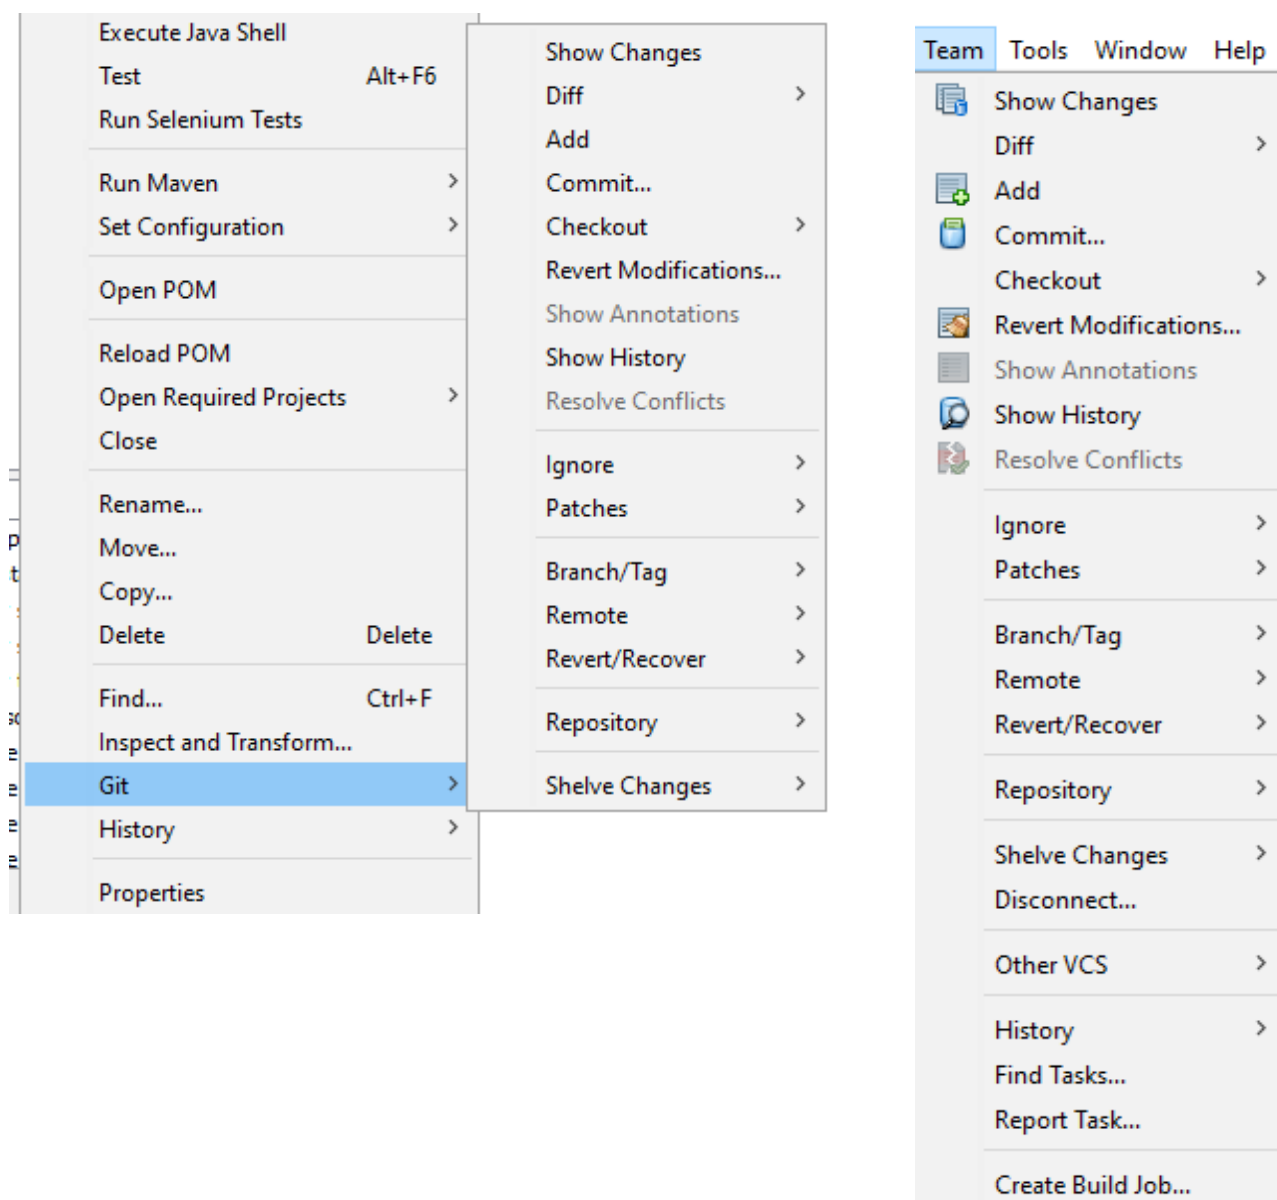 Execute Java Shell
Test Alt+F6
Run Selenium Tests
Run Maven
Set Configuration
Open POM
Reload POM
Open Required Projects
Close
Rename...
Move...
Copy...
Delete Delete
Find... Ctrl+F
Inspect and Transform...
Git
History
Properties
Show Changes
Diff
Add
Commit...
Checkout
Revert Modifications...
Show Annotations
Show History
Resolve Conflicts
Ignore
Patches
Branch/Tag
Remote
Revert/Recover
Repository
Shelve Changes
Team Tools Window Help
Show Changes
Diff
Add
Commit...
Checkout
Revert Modifications...
Show Annotations
Show History
Resolve Conflicts
Ignore
Patches
Branch/Tag
Remote
Revert/Recover
Repository
Shelve Changes
Disconnect...
Other VCS
History
Find Tasks...
Report Task...
Create Build Job...